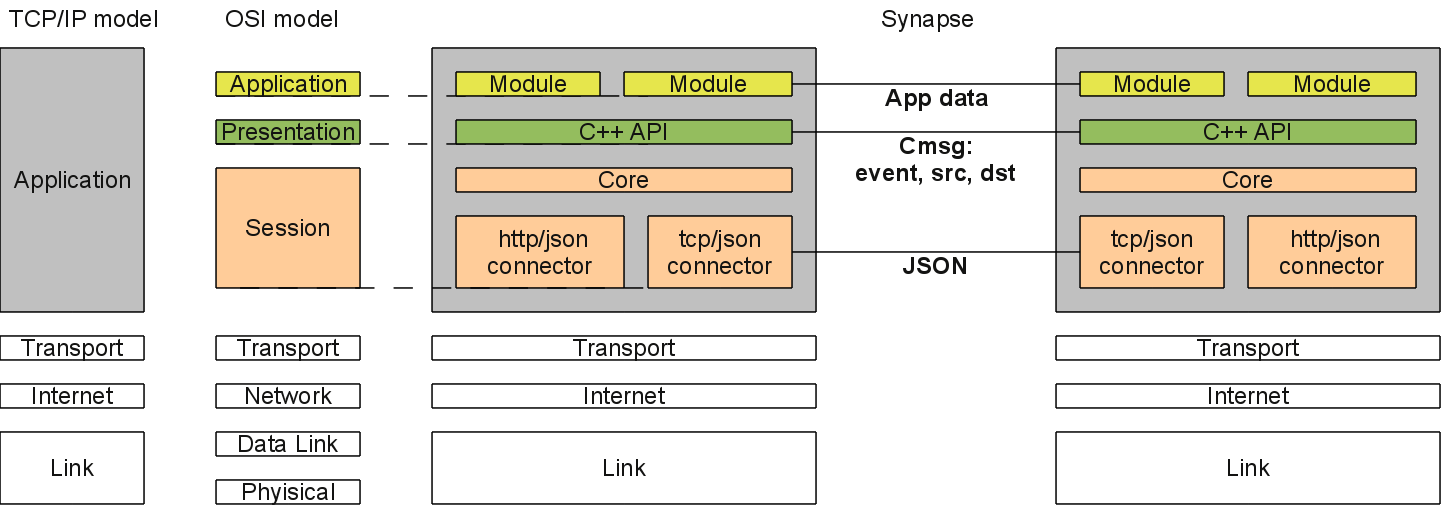 TCP/IP model
OSI model
Synapse
Application
Application
Presentation
Session
Module
Module
C++ API
Core
http/json
connector
tcp/json
connector
App data
Cmsg:
event, src, dst
JSON
Module
Module
C++ API
Core
tcp/json
connector
http/json
connector
Transport
Transport
Transport
Transport
Internet
Network
Internet
Internet
Link
Data Link
Phyisical
Link
Link